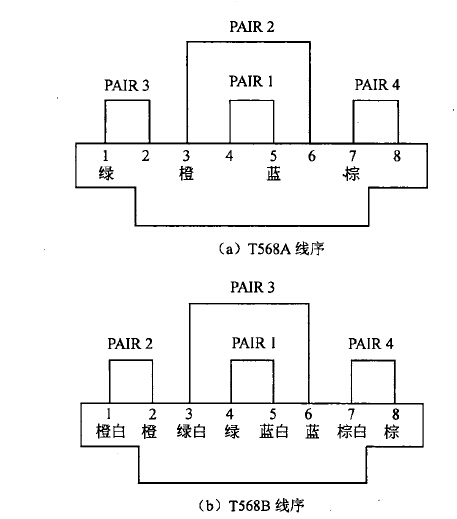 PAIR 2
PAIR 3 PAIR 1 PAIR 4
1 2 3 4 5 6 7 8
绿 橙 蓝 棕
(a) T568A 线序
PAIR 3
PAIR 2 PAIR 1 PAIR 4
1 2 3 4 5 6 7 8
橙白 橙 绿白 绿 蓝白 蓝 棕白 棕
(b) T568B 线序